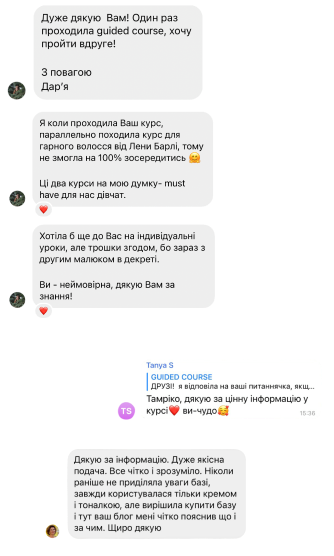 Дуже дякую Вам! Один раз
проходила guided course, хочу
пройти вдруге!
З повагою
Дар’я
Я коли проходила Ваш курс,
параллельно походила курс для
гарного волосся від Лени Барлі, тому
не змогла на 100% зосередитись 🤗
Ці два курси на мою думку- must
have для нас дівчат.
Хотіла б ще до Вас на індивідуальні
уроки, але трошки згодом, бо зараз з
другим малюком в декреті.
Ви - неймовірна, дякую Вам за
знання!
Tanya S
GUIDED COURSE
ДРУЗІ! я відповіла на ваші питаннячка, якщ...
Тамріко, дякую за цінну інформацію у
курсі❤️ ви-чудо🥰
TS
15:36
Дякую за інформацію. Дуже якісна
подача. Все чітко і зрозуміло. Ніколи
раніше не приділяла уваги базі,
завжди користувалася тільки кремом
і тоналкою, але вирішила купити базу
і тут ваш блог мені чітко пояснив що і
за чим. Щиро дякую